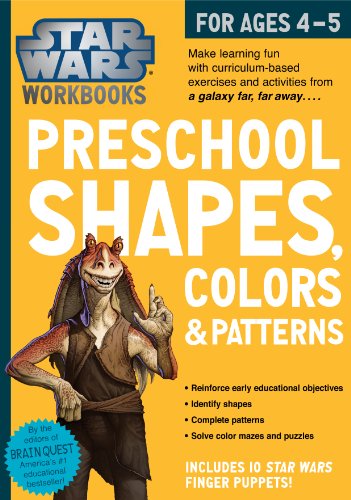 STAR
WARS
WORKBOOKS
FOR AGES 4–5
Make learning fun
with curriculum-based
exercises and activities from
a galaxy far, far away....
PRESCHOOL
SHAPES,
COLORS
& PATTERNS
• Reinforce early educational objectives
• Identify shapes
• Complete patterns
• Solve color mazes and puzzles
By the
editors of
BRAIN QUEST
America's #1
educational
bestseller!
INCLUDES 10 STAR WARS
FINGER PUPPETS!